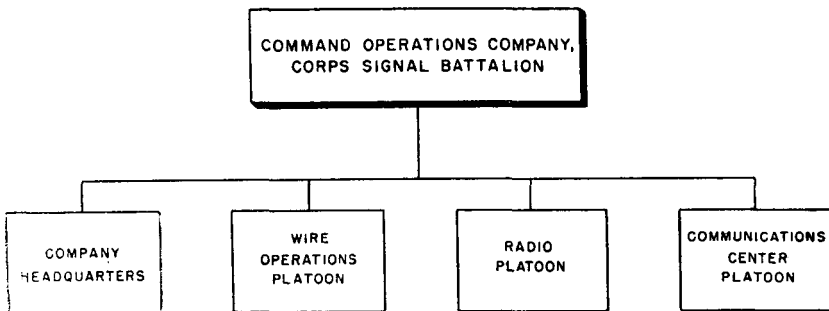 COMMAND OPERATIONS COMPANY,
CORPS SIGNAL BATTALION
COMPANY
HEADQUARTERS
WIRE
OPERATIONS
PLATOON
RADIO
PLATOON
COMMUNICATIONS
CENTER
PLATOON